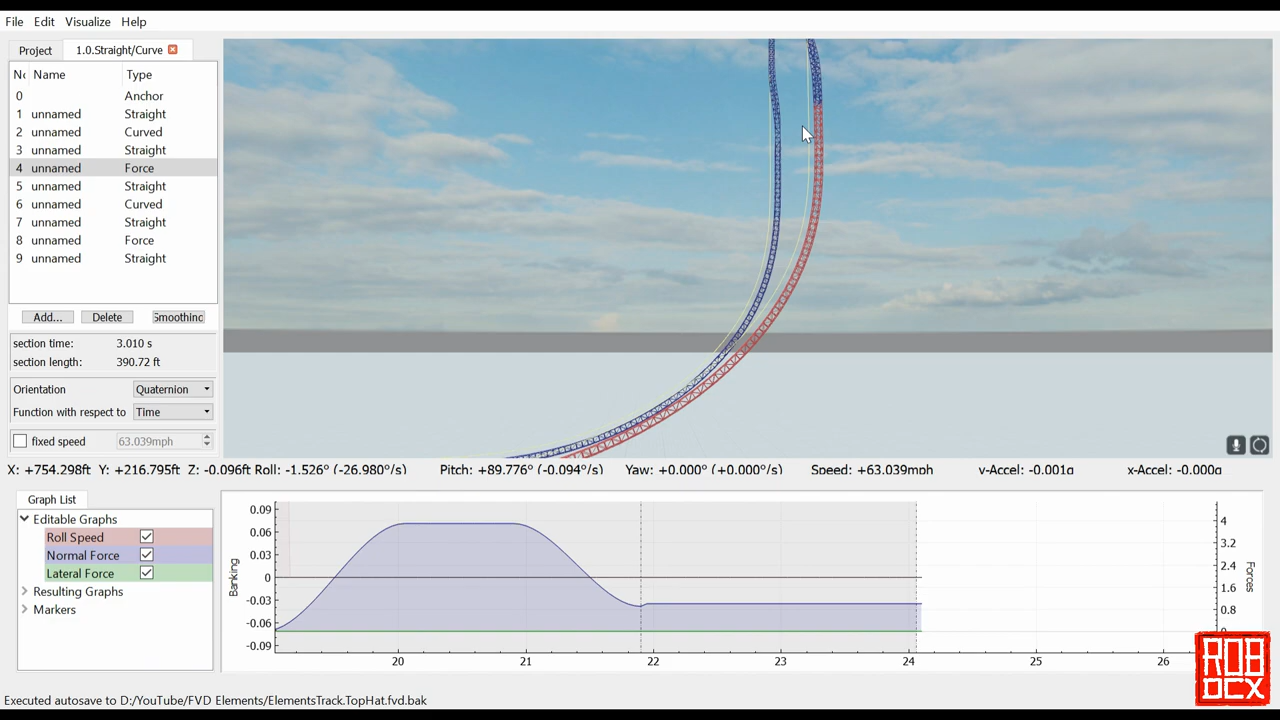 File Edit Visualize Help
Project 1.0.Straight/Curve
Nc Name Type
0 Anchor
1 unnamed Straight
2 unnamed Curved
3 unnamed Straight
4 unnamed Force
5 unnamed Straight
6 unnamed Curved
7 unnamed Straight
8 unnamed Force
9 unnamed Straight
Add... Delete Smoothing
section time: 3.010 s
section length: 390.72 ft
Orientation Quaternion
Function with respect to Time
fixed speed 63.039mph
X: +754.298ft Y: +216.795ft Z: -0.096ft Roll: -1.526° (-26.980°/s) Pitch: +89.776° (-0.094°/s) Yaw: +0.000° (+0.000°/s) Speed: +63.039mph v-Accel: -0.001g x-Accel: -0.000g
Graph List
Editable Graphs
Roll Speed
Normal Force
Lateral Force
Resulting Graphs
Markers
Banking
0.09
0.06
0.03
0
-0.03
-0.06
-0.09
20 21 22 23 24 25 26
4
3.2
2.4
1.6
0.8
0
Forces
ROB
OCX
Executed autosave to D:/YouTube/FVD Elements/ElementsTrack.TopHat.fvd.bak